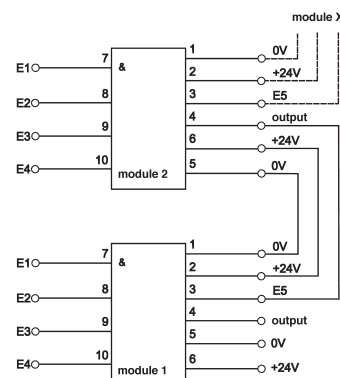 module X
7 & 1 0V
E1
2 +24V
8
E2
3 E5
9
E3
4 output
10
E4
6 +24V
module 2
5 0V
7 & 1 0V
E1
2 +24V
8
E2
3 E5
9
E3
4 output
5 0V
10
E4
6 +24V
module 1